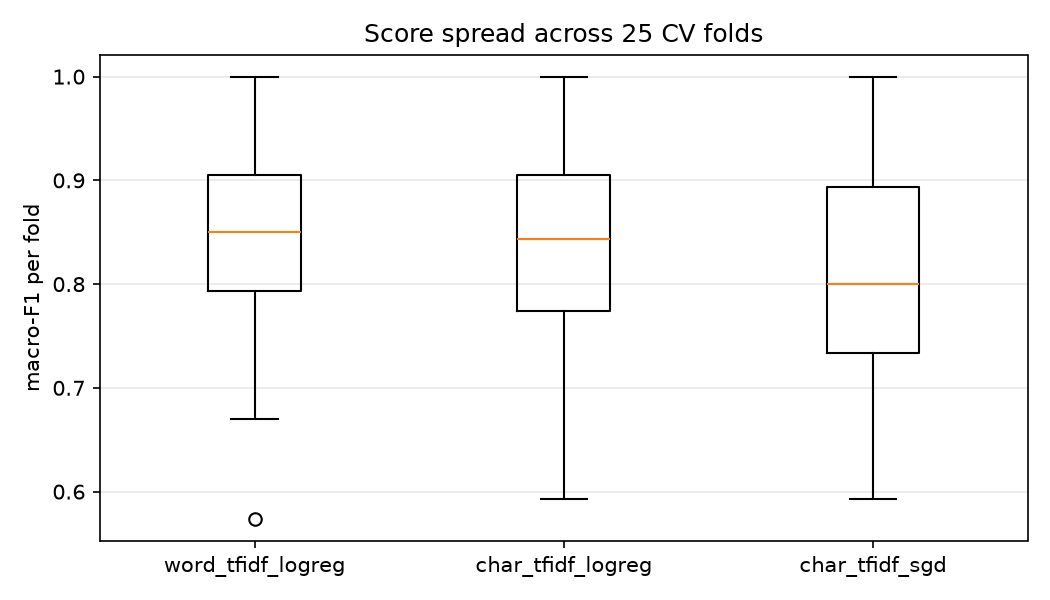 Score spread across 25 CV folds
macro-F1 per fold
1.0
0.9
0.8
0.7
0.6
word_tfidf_logreg
char_tfidf_logreg
char_tfidf_sgd